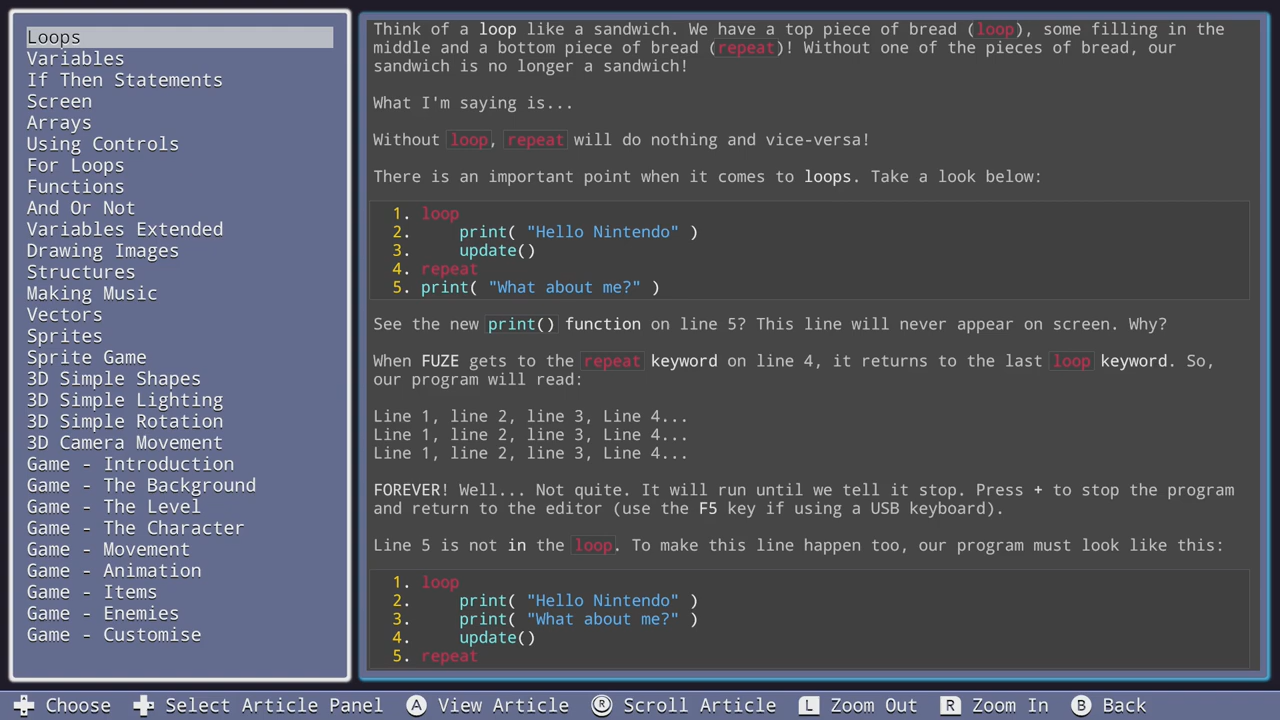 Loops
Variables
If Then Statements
Screen
Arrays
Using Controls
For Loops
Functions
And Or Not
Variables Extended
Drawing Images
Structures
Making Music
Vectors
Sprites
Sprite Game
3D Simple Shapes
3D Simple Lighting
3D Simple Rotation
3D Camera Movement
Game - Introduction
Game - The Background
Game - The Level
Game - The Character
Game - Movement
Game - Animation
Game - Items
Game - Enemies
Game - Customise
Think of a loop like a sandwich. We have a top piece of bread (loop), some filling in the
middle and a bottom piece of bread (repeat)! Without one of the pieces of bread, our
sandwich is no longer a sandwich!
What I'm saying is...
Without loop, repeat will do nothing and vice-versa!
There is an important point when it comes to loops. Take a look below:
1. loop
2.     print( "Hello Nintendo" )
3.     update()
4. repeat
5. print( "What about me?" )
See the new print() function on line 5? This line will never appear on screen. Why?
When FUZE gets to the repeat keyword on line 4, it returns to the last loop keyword. So,
our program will read:
Line 1, line 2, line 3, Line 4...
Line 1, line 2, line 3, Line 4...
Line 1, line 2, line 3, Line 4...
FOREVER! Well... Not quite. It will run until we tell it stop. Press + to stop the program
and return to the editor (use the F5 key if using a USB keyboard).
Line 5 is not in the loop. To make this line happen too, our program must look like this:
1. loop
2.     print( "Hello Nintendo" )
3.     print( "What about me?" )
4.     update()
5. repeat
Choose Select Article Panel A View Article R Scroll Article L Zoom Out R Zoom In B Back